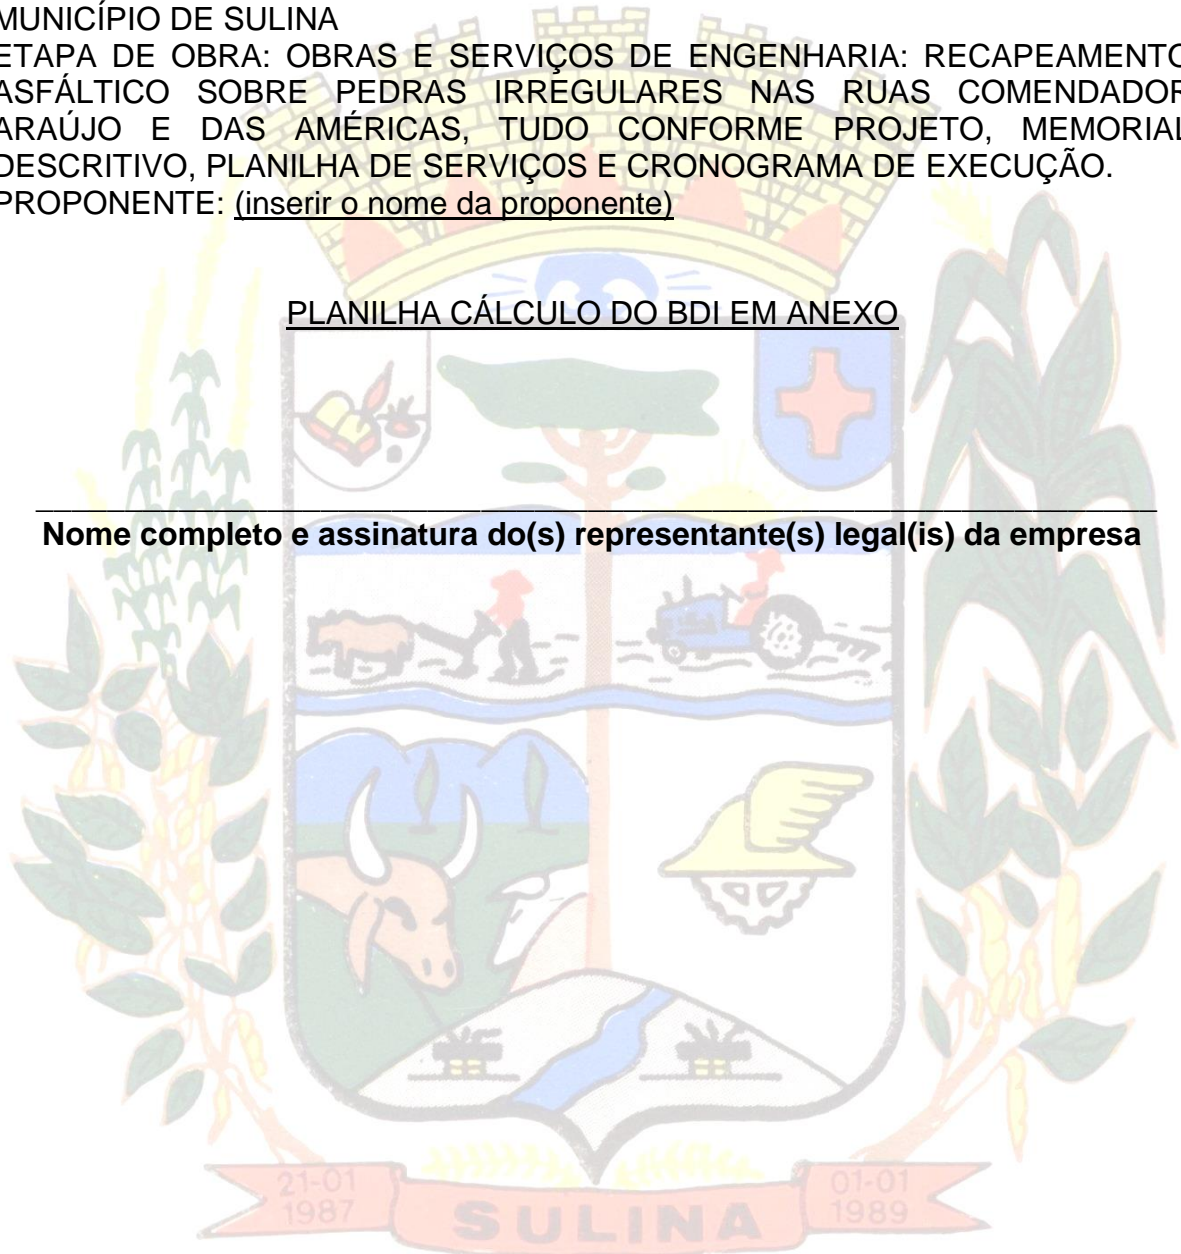 MUNICÍPIO DE SULINA
ETAPA DE OBRA: OBRAS E SERVIÇOS DE ENGENHARIA: RECAPEAMENTO
ASFÁLTICO SOBRE PEDRAS IRREGULARES NAS RUAS COMENDADOR
ARAÚJO E DAS AMÉRICAS, TUDO CONFORME PROJETO, MEMORIAL
DESCRITIVO, PLANILHA DE SERVIÇOS E CRONOGRAMA DE EXECUÇÃO.
PROPONENTE: (inserir o nome da proponente)
PLANILHA CÁLCULO DO BDI EM ANEXO
Nome completo e assinatura do(s) representante(s) legal(is) da empresa
21-01
1987
SULINA
01-01
1989